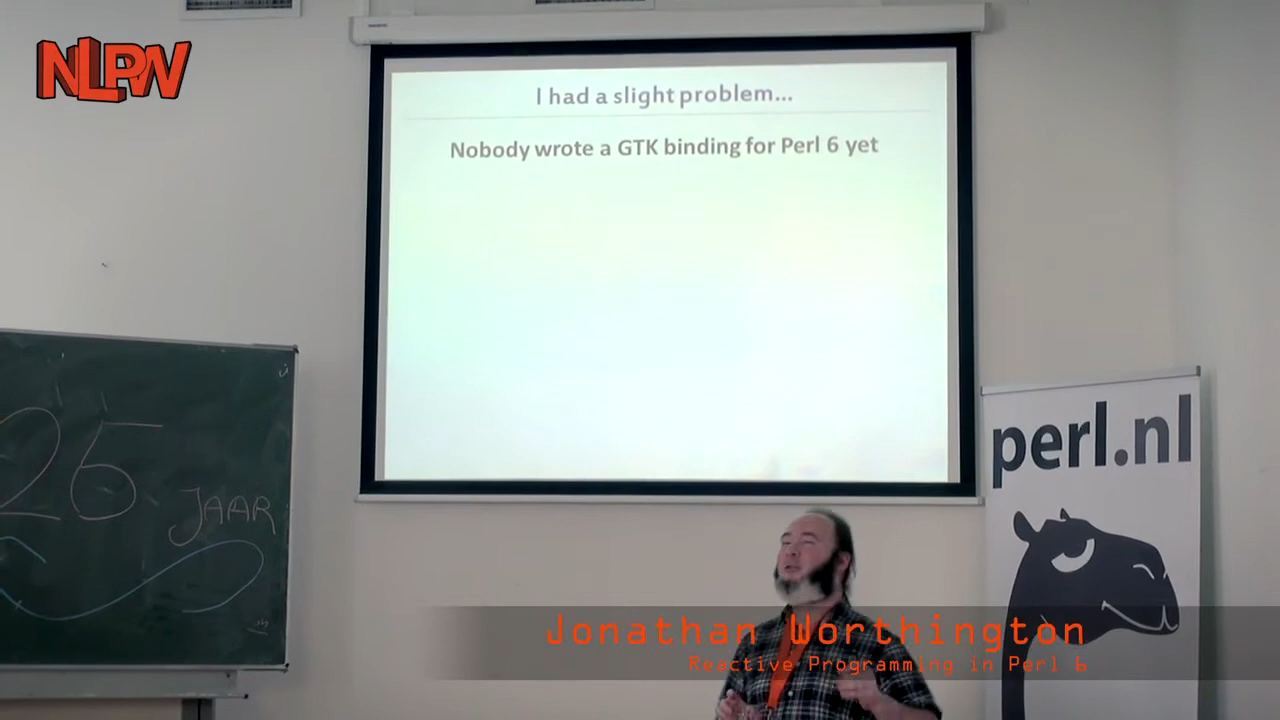 NLPW
I had a slight problem...
Nobody wrote a GTK binding for Perl 6 yet
25
JAAR
perl.nl
Jonathan Worthington
Reactive Programming in Perl 6